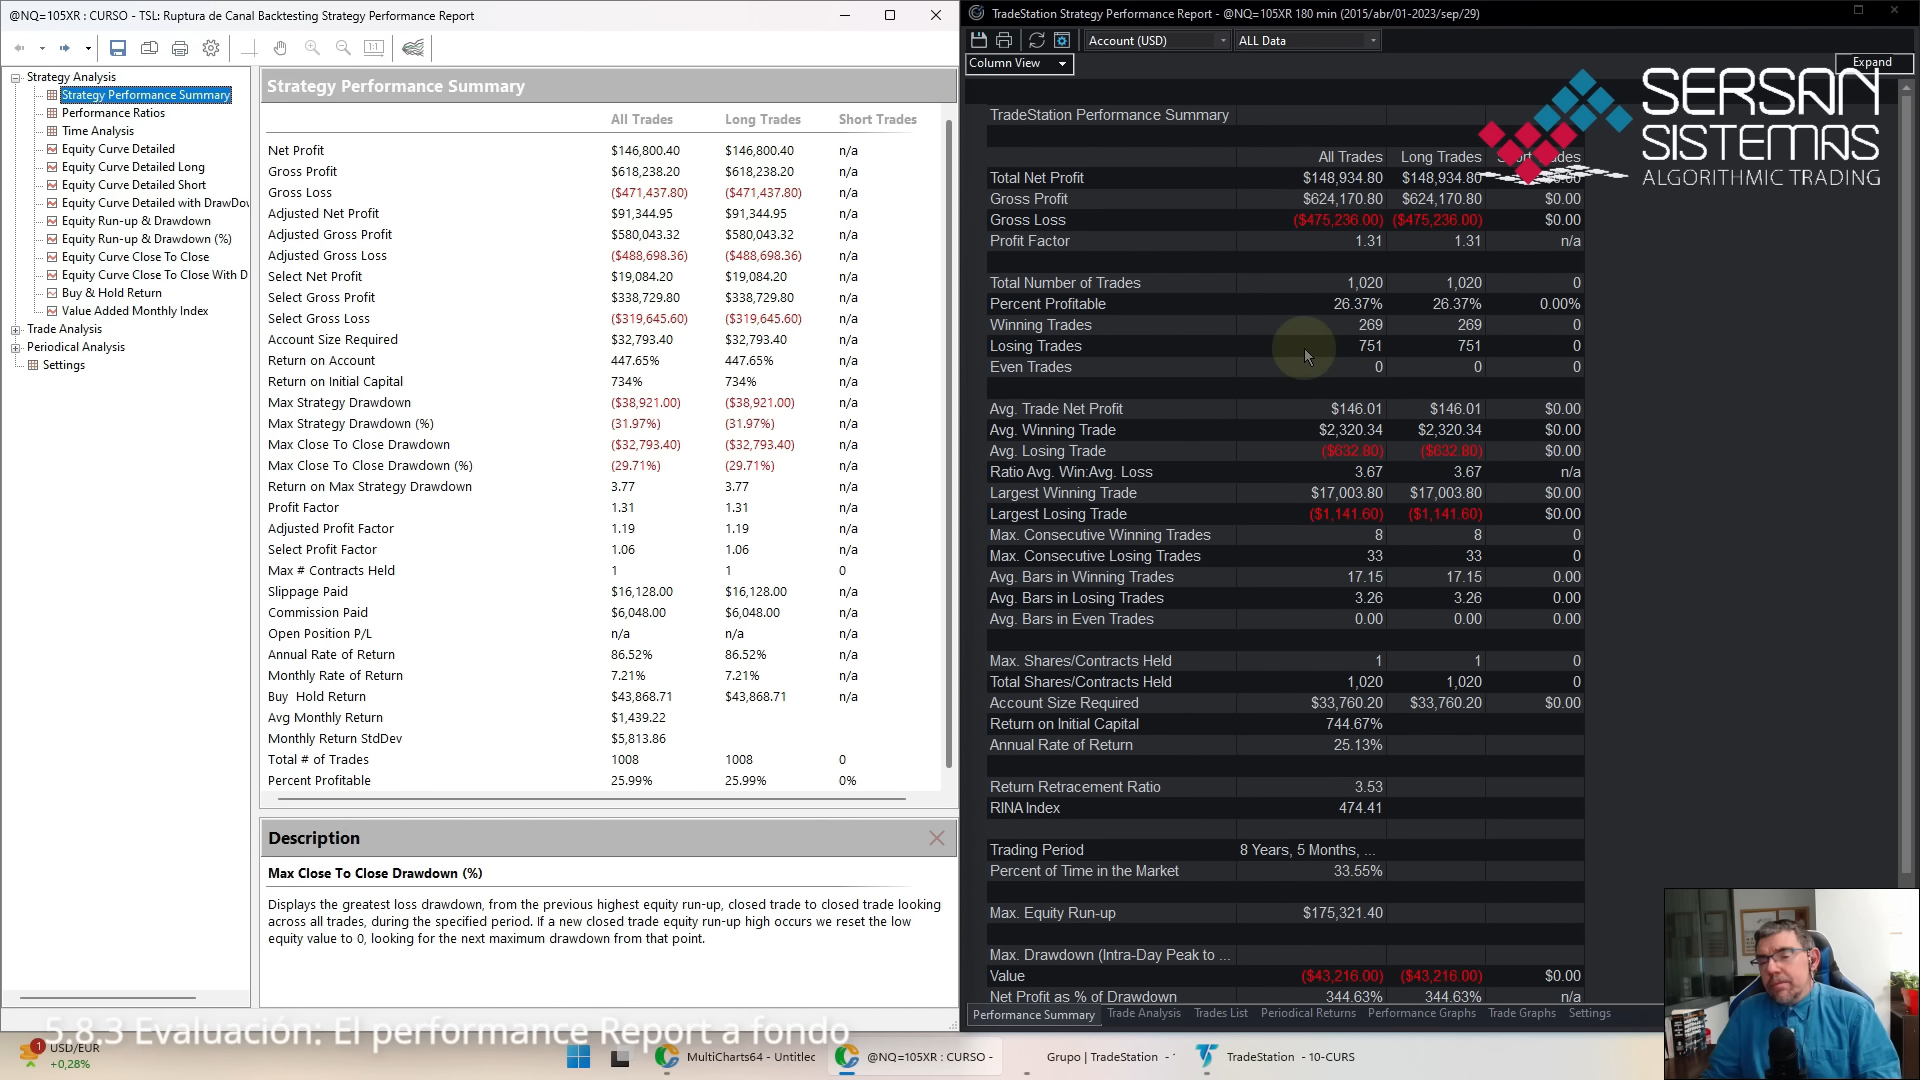 @NQ=105XR : CURSO - TSL: Ruptura de Canal Backtesting Strategy Performance Report
Strategy Analysis
Strategy Performance Summary
Performance Ratios
Time Analysis
Equity Curve Detailed
Equity Curve Detailed Long
Equity Curve Detailed Short
Equity Curve Detailed with DrawDov
Equity Run-up & Drawdown
Equity Run-up & Drawdown (%)
Equity Curve Close To Close
Equity Curve Close To Close With D
Buy & Hold Return
Value Added Monthly Index
Trade Analysis
Periodical Analysis
Settings
Strategy Performance Summary
All Trades Long Trades Short Trades
Net Profit $146,800.40 $146,800.40 n/a
Gross Profit $618,238.20 $618,238.20 n/a
Gross Loss ($471,437.80) ($471,437.80) n/a
Adjusted Net Profit $91,344.95 $91,344.95 n/a
Adjusted Gross Profit $580,043.32 $580,043.32 n/a
Adjusted Gross Loss ($488,698.36) ($488,698.36) n/a
Select Net Profit $19,084.20 $19,084.20 n/a
Select Gross Profit $338,729.80 $338,729.80 n/a
Select Gross Loss ($319,645.60) ($319,645.60) n/a
Account Size Required $32,793.40 $32,793.40 n/a
Return on Account 447.65% 447.65% n/a
Return on Initial Capital 734% 734% n/a
Max Strategy Drawdown ($38,921.00) ($38,921.00) n/a
Max Strategy Drawdown (%) (31.97%) (31.97%) n/a
Max Close To Close Drawdown ($32,793.40) ($32,793.40) n/a
Max Close To Close Drawdown (%) (29.71%) (29.71%) n/a
Return on Max Strategy Drawdown 3.77 3.77 n/a
Profit Factor 1.31 1.31 n/a
Adjusted Profit Factor 1.19 1.19 n/a
Select Profit Factor 1.06 1.06 n/a
Max # Contracts Held 1 1 0
Slippage Paid $16,128.00 $16,128.00 n/a
Commission Paid $6,048.00 $6,048.00 n/a
Open Position P/L n/a n/a n/a
Annual Rate of Return 86.52% 86.52% n/a
Monthly Rate of Return 7.21% 7.21% n/a
Buy Hold Return $43,868.71 $43,868.71 n/a
Avg Monthly Return $1,439.22
Monthly Return StdDev $5,813.86
Total # of Trades 1008 1008 0
Percent Profitable 25.99% 25.99% 0%
Description
Max Close To Close Drawdown (%)
Displays the greatest loss drawdown, from the previous highest equity run-up, closed trade to closed trade looking
across all trades, during the specified period. If a new closed trade equity run-up high occurs we reset the low
equity value to 0, looking for the next maximum drawdown from that point.
TradeStation Strategy Performance Report - @NQ=105XR 180 min (2015/abr/01-2023/sep/29)
Account (USD) ALL Data
Column View Expand
SERSAN
SISTEMAS
ALGORITHMIC TRADING
TradeStation Performance Summary
All Trades Long Trades Short Trades
Total Net Profit $148,934.80 $148,934.80 $0.00
Gross Profit $624,170.80 $624,170.80 $0.00
Gross Loss ($475,236.00) ($475,236.00) $0.00
Profit Factor 1.31 1.31 n/a
Total Number of Trades 1,020 1,020 0
Percent Profitable 26.37% 26.37% 0.00%
Winning Trades 269 269 0
Losing Trades 751 751 0
Even Trades 0 0 0
Avg. Trade Net Profit $146.01 $146.01 $0.00
Avg. Winning Trade $2,320.34 $2,320.34 $0.00
Avg. Losing Trade ($632.80) ($632.80) $0.00
Ratio Avg. Win:Avg. Loss 3.67 3.67 n/a
Largest Winning Trade $17,003.80 $17,003.80 $0.00
Largest Losing Trade ($1,141.60) ($1,141.60) $0.00
Max. Consecutive Winning Trades 8 8 0
Max. Consecutive Losing Trades 33 33 0
Avg. Bars in Winning Trades 17.15 17.15 0.00
Avg. Bars in Losing Trades 3.26 3.26 0.00
Avg. Bars in Even Trades 0.00 0.00 0.00
Max. Shares/Contracts Held 1 1 0
Total Shares/Contracts Held 1,020 1,020 0
Account Size Required $33,760.20 $33,760.20 $0.00
Return on Initial Capital 744.67%
Annual Rate of Return 25.13%
Return Retracement Ratio 3.53
RINA Index 474.41
Trading Period 8 Years, 5 Months, ...
Percent of Time in the Market 33.55%
Max. Equity Run-up $175,321.40
Max. Drawdown (Intra-Day Peak to ...
Value ($43,216.00) ($43,216.00) $0.00
Net Profit as % of Drawdown 344.63% 344.63% n/a
Performance Summary Trade Analysis Trades List Periodical Returns Performance Graphs Trade Graphs Settings
5.8.3 Evaluación: El performance Report a fondo
1 USD/EUR
+0,28%
MultiCharts64 - Untitlec
@NQ=105XR : CURSO -
Grupo | TradeStation -
TradeStation - 10-CURS